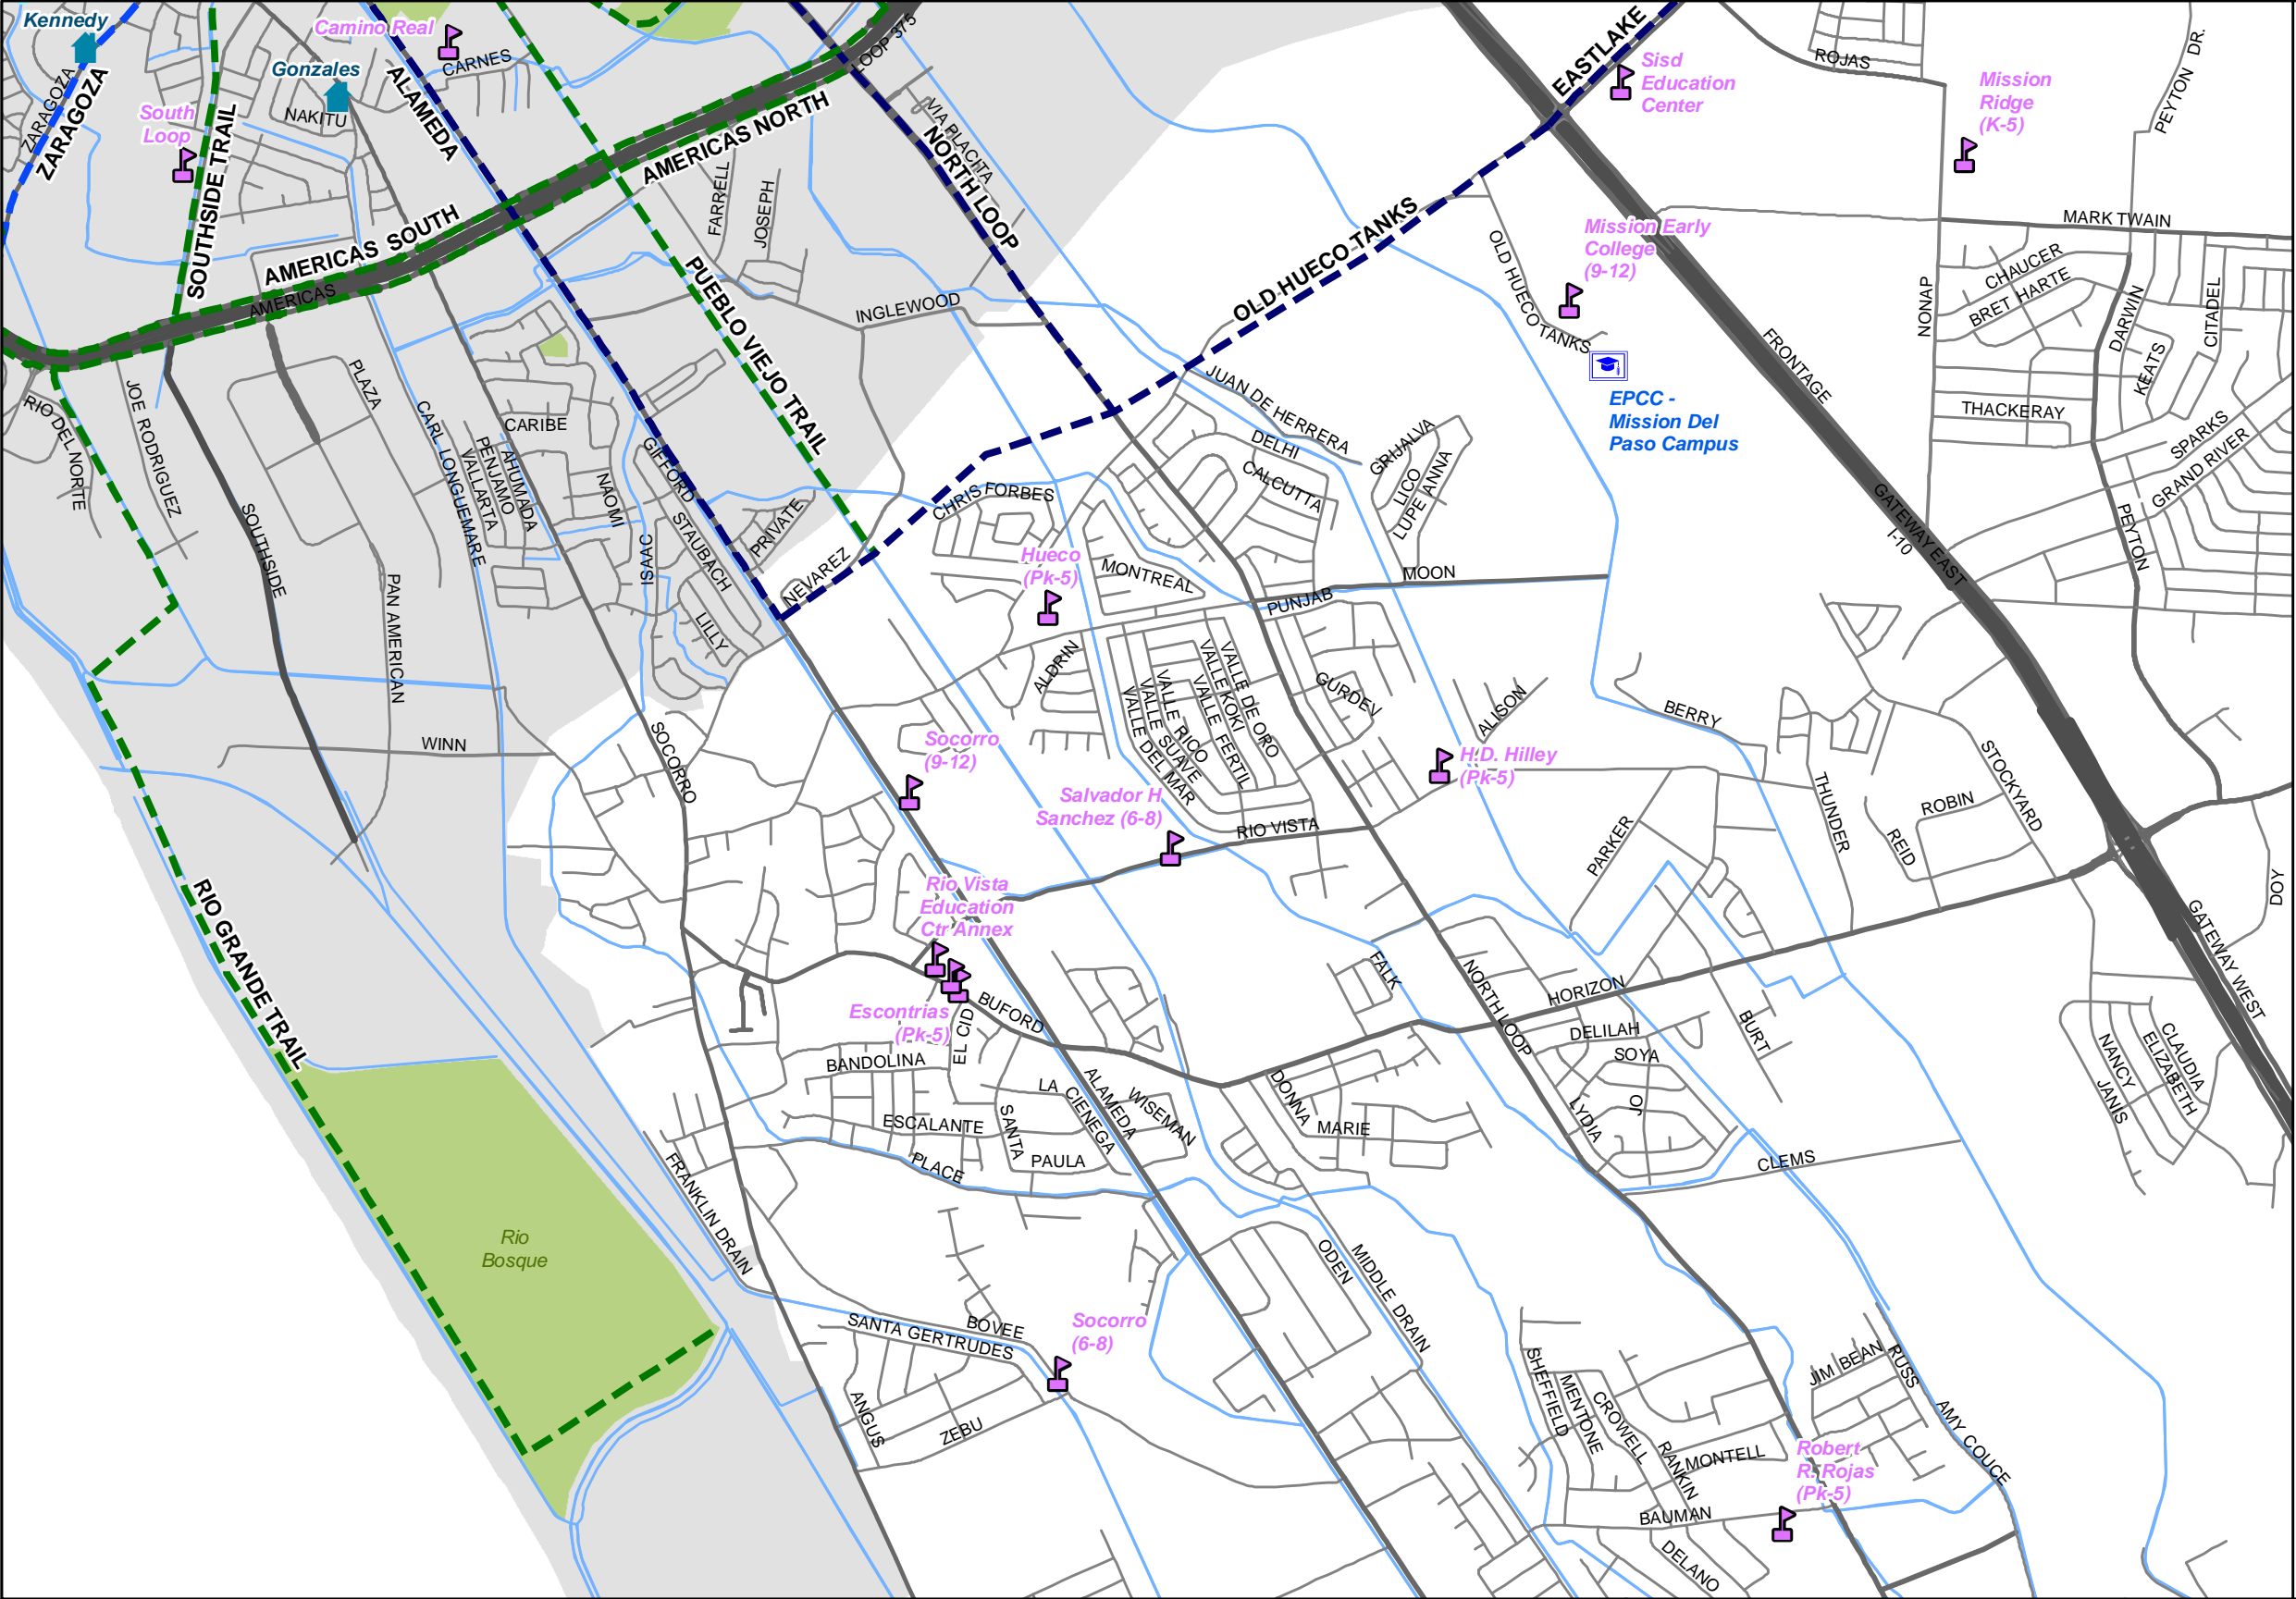 Kennedy
Camino Real
CARNES
LOOP 375
EASTLAKE
Sisd
Education
Center
ROJAS
PEYTON DR.
Mission
Ridge
(K-5)
ZARAGOZA
ZARAGOZA
Gonzales
NAKITU
South
Loop
ALAMEDA
SOUTHSIDE TRAIL
AMERICAS NORTH
VIA PLACITA
NORTH LOOP
FARRELL
JOSEPH
AMERICAS SOUTH
AMERICAS
OLD HUECO TANKS
OLD HUECO TANKS
Mission Early
College
(9-12)
MARK TWAIN
CHAUCER
BRET HARTE
NONAP
DARWIN
CITADEL
KEATS
THACKERAY
SPARKS
GRAND RIVER
PEYTON
PUEBLO VIEJO TRAIL
INGLEWOOD
FRONTAGE
EPCC -
Mission Del
Paso Campus
GATEWAY EAST
I-10
JUAN DE HERRERA
DELHI
CALCUTTA
GRIJALVA
LICO
LUPE ANNA
RIO DEL NORTE
JOE RODRIGUEZ
PLAZA
CARL LONGUEMARE
CARIBE
AHUMADA
PENJAMO
VALLARTA
NAOMI
GIFFORD
STAUBACH
ISAAC
LILLY
PRIVATE
NEVAREZ
CHRIS FORBES
SOUTHSIDE
PAN AMERICAN
Hueco
(Pk-5)
MONTREAL
PUNJAB
MOON
ALDRIN
VALLE DE ORO
VALLE KOKI
VALLE FERTIL
VALLE RICO
VALLE SUAVE
VALLE DEL MAR
GURDEV
ALISON
BERRY
WINN
SOCORRO
Socorro
(9-12)
Salvador H
Sanchez (6-8)
H.D. Hilley
(Pk-5)
RIO VISTA
PARKER
THUNDER
REID
ROBIN
STOCKYARD
DOY
GATEWAY WEST
RIO GRANDE TRAIL
Rio Vista
Education
Ctr Annex
Escontrias
(Pk-5)
BUFORD
EL CID
FALK
NORTH LOOP
HORIZON
DELILAH
SOYA
BURT
JO
LYDIA
CLAUDIA
ELIZABETH
NANCY
JANIS
BANDOLINA
ESCALANTE
LA CIENEGA
ALAMEDA
WISEMAN
SANTA
PAULA
PLACE
DONNA
MARIE
CLEMS
FRANKLIN DRAIN
Rio
Bosque
ODEN
MIDDLE DRAIN
BOVEE
SANTA GERTRUDES
Socorro
(6-8)
ANGUS
ZEBU
SHEFFIELD
MENTONE
CROWELL
RANKIN
MONTELL
JIM BEAN
RUSS
AMY COUCE
Robert
R. Rojas
(Pk-5)
BAUMAN
DELANO